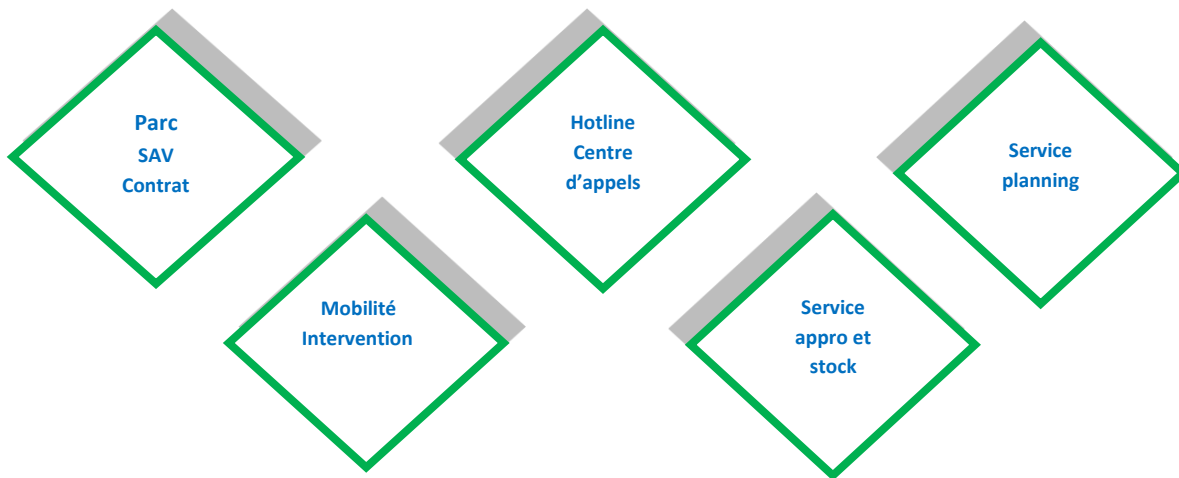 Parc
SAV
Contrat
Hotline
Centre
d’appels
Service
planning
Mobilité
Intervention
Service
appro et
stock